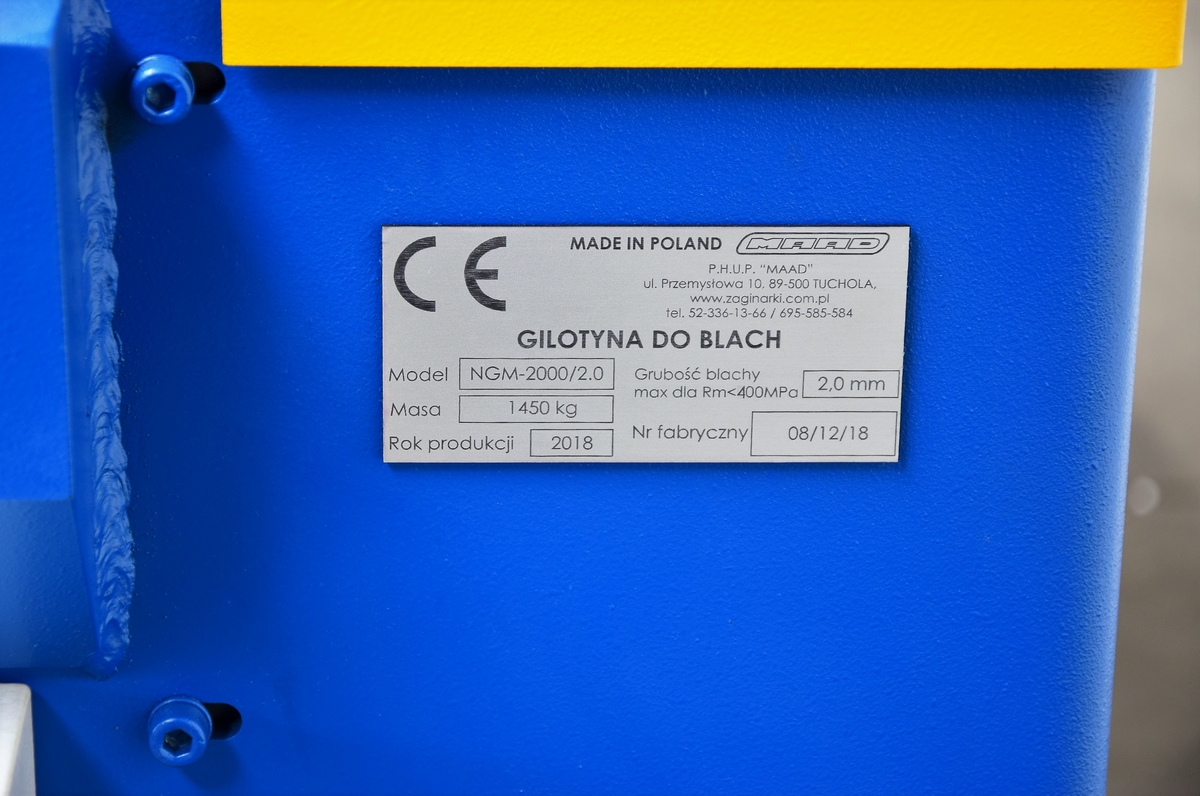 CE MADE IN POLAND MAAD
P.H.U.P. "MAAD"
ul. Przemysłowa 10, 89-500 TUCHOLA,
www.zaginarki.com.pl
tel. 52-336-13-66 / 695-585-584
GILOTYNA DO BLACH
Model NGM-2000/2.0
Masa 1450 kg
Rok produkcji 2018
Grubość blachy
max dla Rm<400MPa 2,0 mm
Nr fabryczny 08/12/18